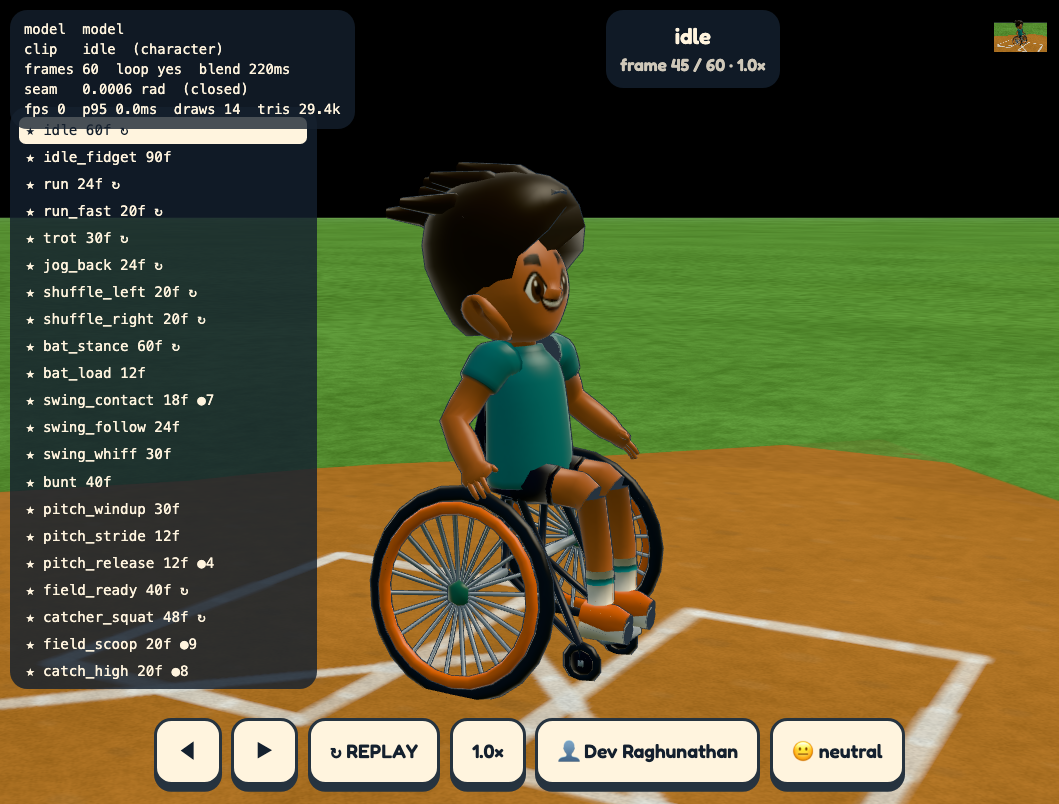 model model
clip idle (character)
frames 60 loop yes blend 220ms
seam 0.0006 rad (closed)
fps 0 p95 0.0ms draws 14 tris 29.4k
★ idle 60f ↻
★ idle_fidget 90f
★ run 24f ↻
★ run_fast 20f ↻
★ trot 30f ↻
★ jog_back 24f ↻
★ shuffle_left 20f ↻
★ shuffle_right 20f ↻
★ bat_stance 60f ↻
★ bat_load 12f
★ swing_contact 18f ●7
★ swing_follow 24f
★ swing_whiff 30f
★ bunt 40f
★ pitch_windup 30f
★ pitch_stride 12f
★ pitch_release 12f ●4
★ field_ready 40f ↻
★ catcher_squat 48f ↻
★ field_scoop 20f ●9
★ catch_high 20f ●8
idle
frame 45 / 60 · 1.0×
↻ REPLAY
1.0×
👤 Dev Raghunathan
😐 neutral